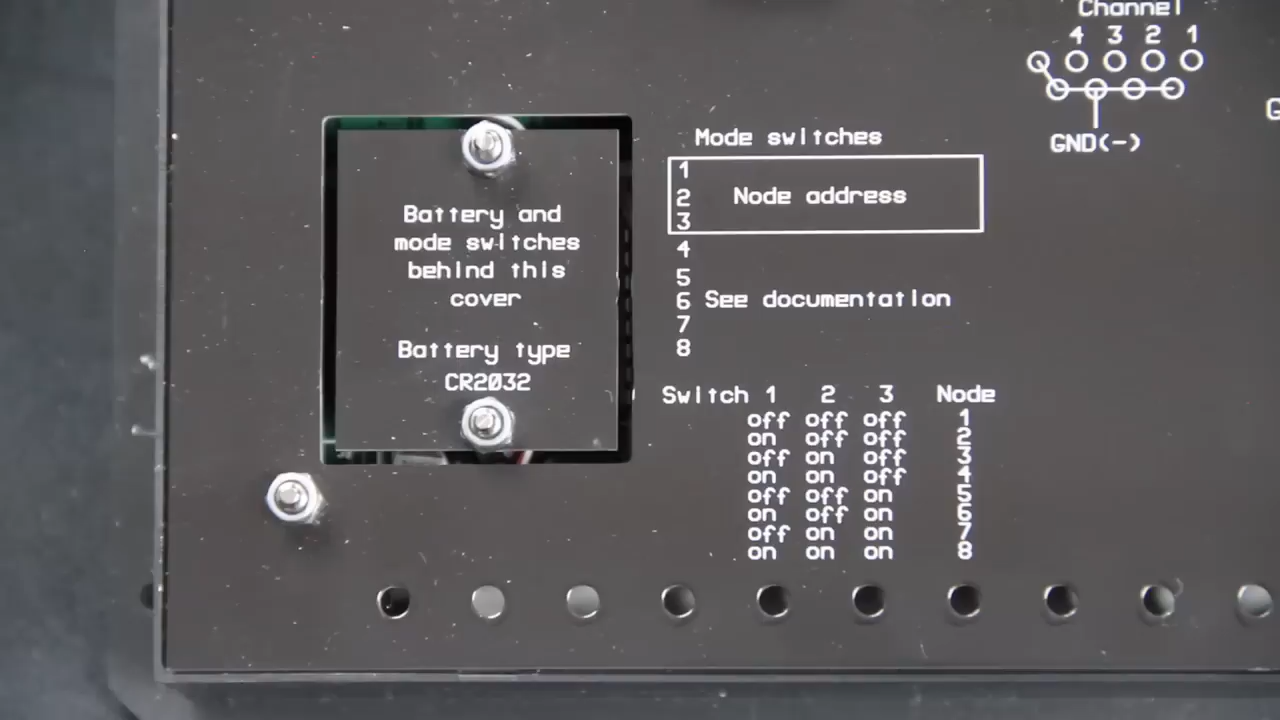 Channel
4 3 2 1
GND(-)
G
Mode switches
1
2 Node address
3
4
5
6 See documentation
7
8
Battery and
mode switches
behind this
cover
Battery type
CR2032
Switch 1 2 3 Node
off off off 1
on off off 2
off on off 3
on on off 4
off off on 5
on off on 6
off on on 7
on on on 8